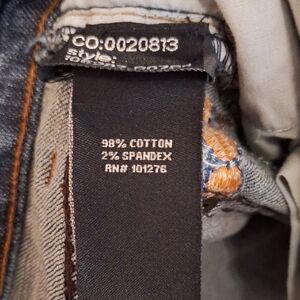 CO:0020813
style:
98% COTTON
2% SPANDEX
RN# 101276